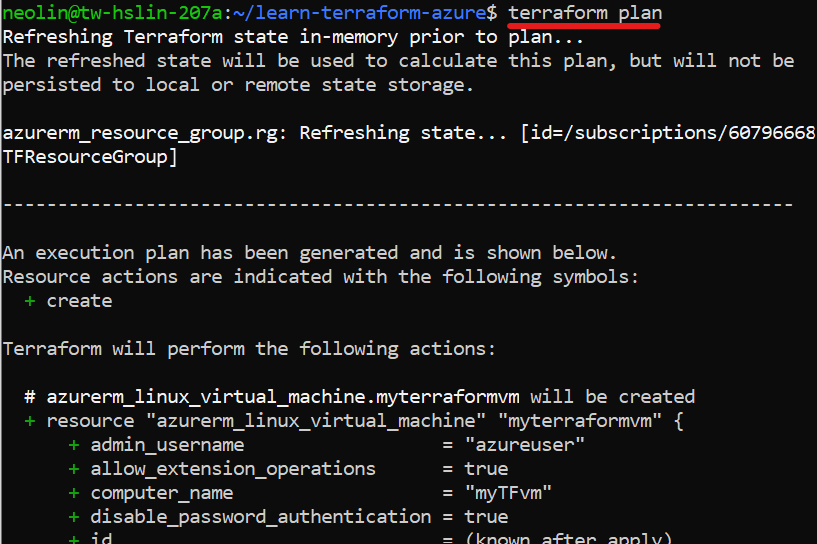 neolin@tw-hslin-207a:~/learn-terraform-azure$ terraform plan
Refreshing Terraform state in-memory prior to plan...
The refreshed state will be used to calculate this plan, but will not be
persisted to local or remote state storage.
azurerm_resource_group.rg: Refreshing state... [id=/subscriptions/60796668
TFResourceGroup]
------------------------------------------------------------------------
An execution plan has been generated and is shown below.
Resource actions are indicated with the following symbols:
  + create
Terraform will perform the following actions:
  # azurerm_linux_virtual_machine.myterraformvm will be created
  + resource "azurerm_linux_virtual_machine" "myterraformvm" {
      + admin_username                  = "azureuser"
      + allow_extension_operations      = true
      + computer_name                   = "myTFvm"
      + disable_password_authentication = true
      + id                              = (known after apply)